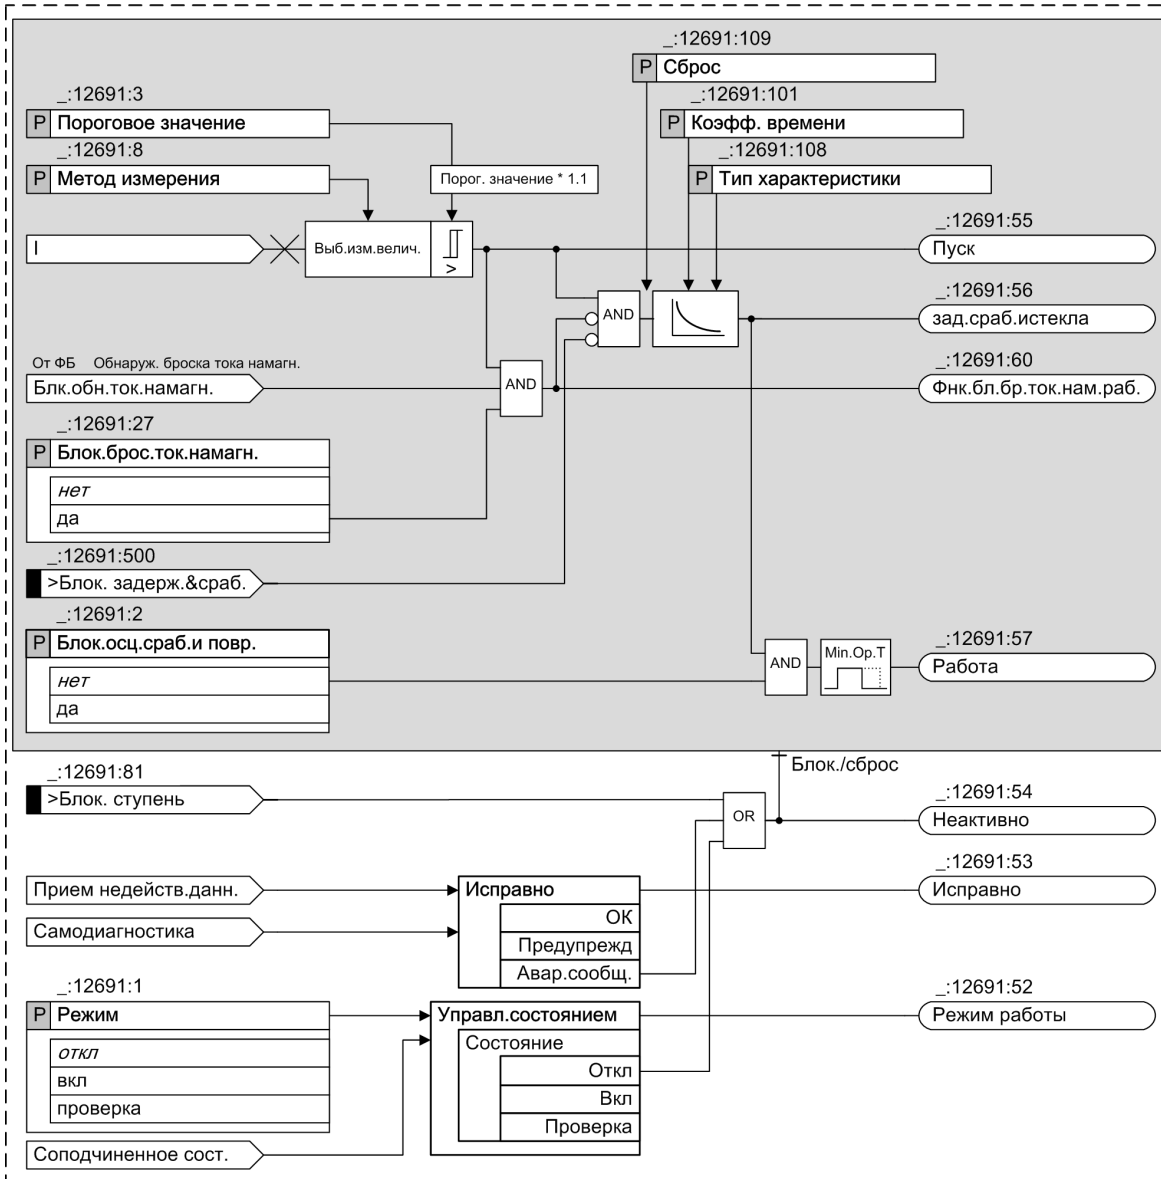 _:12691:109
P Сброс
_:12691:3
_:12691:101
P Пороговое значение
P Коэфф. времени
_:12691:8
_:12691:108
P Метод измерения
Порог. значение * 1.1
P Тип характеристики
_:12691:55
I
Выб.изм.велич.
>
Пуск
_:12691:56
AND
зад.сраб.истекла
От ФБ Обнаруж. броска тока намагн.
_:12691:60
Блк.обн.ток.намагн.
AND
Фнк.бл.бр.ток.нам.раб.
_:12691:27
P Блок.брос.ток.намагн.
нет
да
_:12691:500
>Блок. задерж.&сраб.
_:12691:2
P Блок.осц.сраб.и повр.
_:12691:57
AND
Min.Op.T
Работа
нет
да
Блок./сброс
_:12691:81
>Блок. ступень
_:12691:54
OR
Неактивно
_:12691:53
Прием недейств.данн.
Исправно
Исправно
ОК
Самодиагностика
Предупрежд
Авар.сообщ.
_:12691:1
_:12691:52
P Режим
Управл.состоянием
Режим работы
Состояние
откл
Откл
вкл
Вкл
проверка
Проверка
Соподчиненное сост.